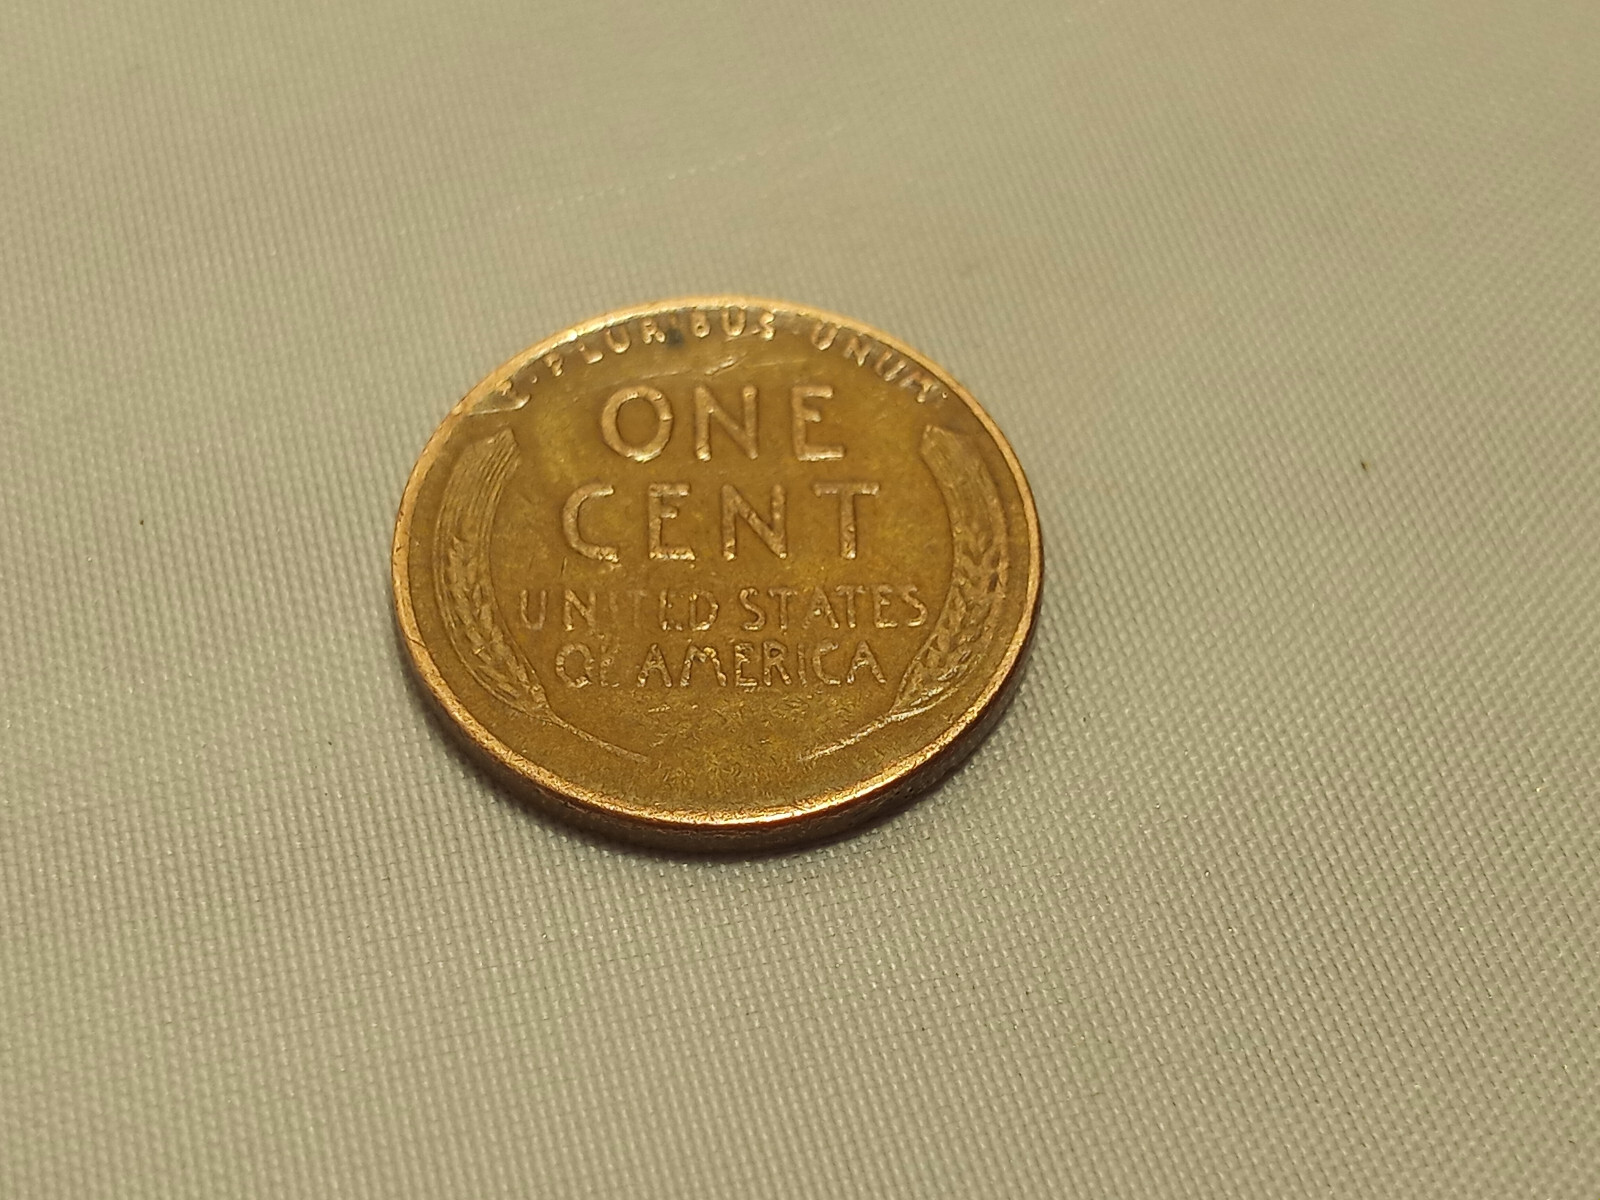 E·PLURIBUS·UNUM
ONE
CENT
UNITED STATES
OF AMERICA